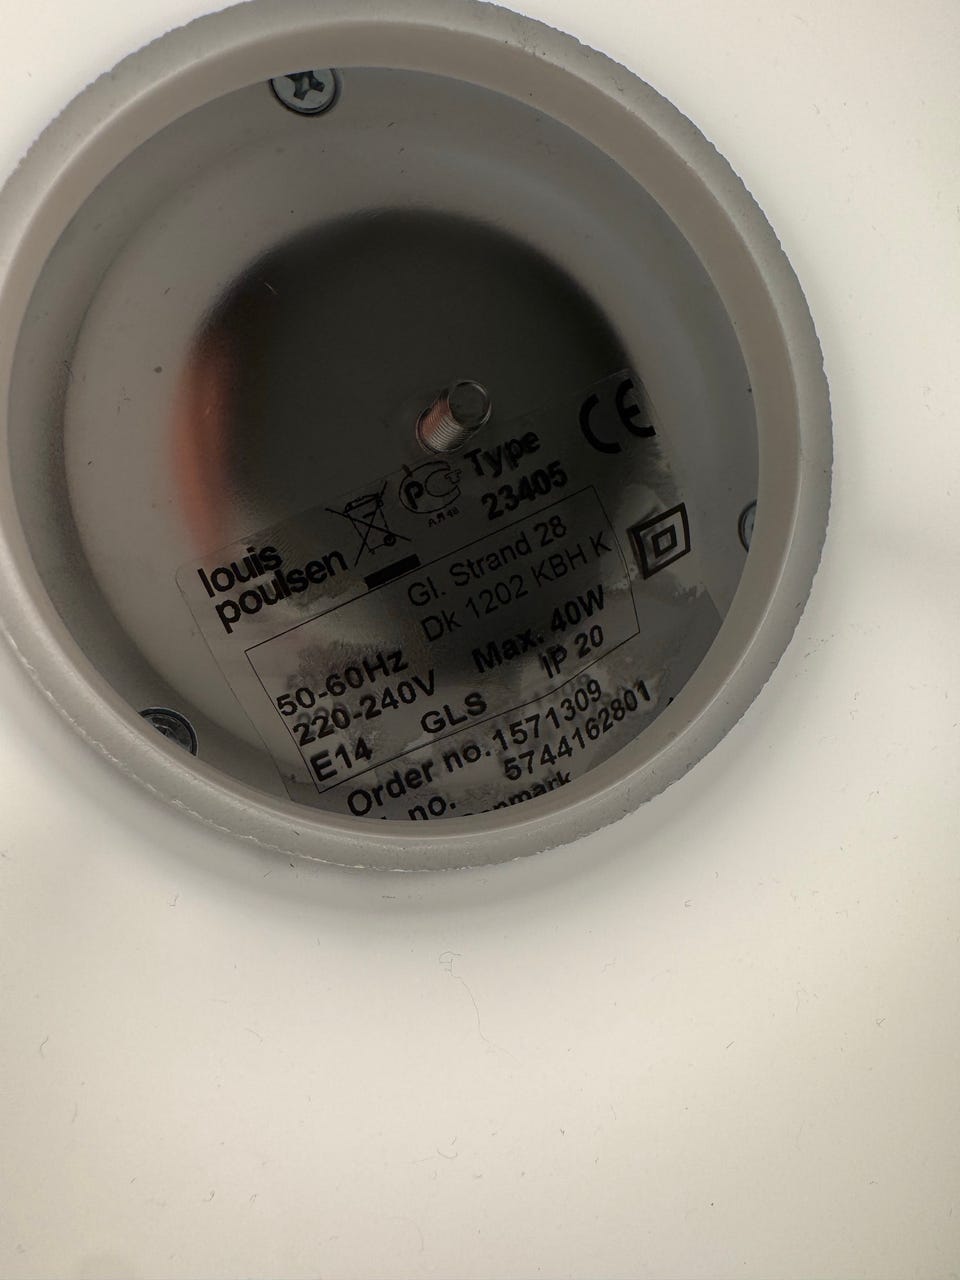 louis
poulsen
Type
23405
CE
Gl. Strand 28
Dk 1202 KBH K
50-60Hz
220-240V Max. 40W
E14 GLS IP 20
Order no. 1571309
no. 5744162801